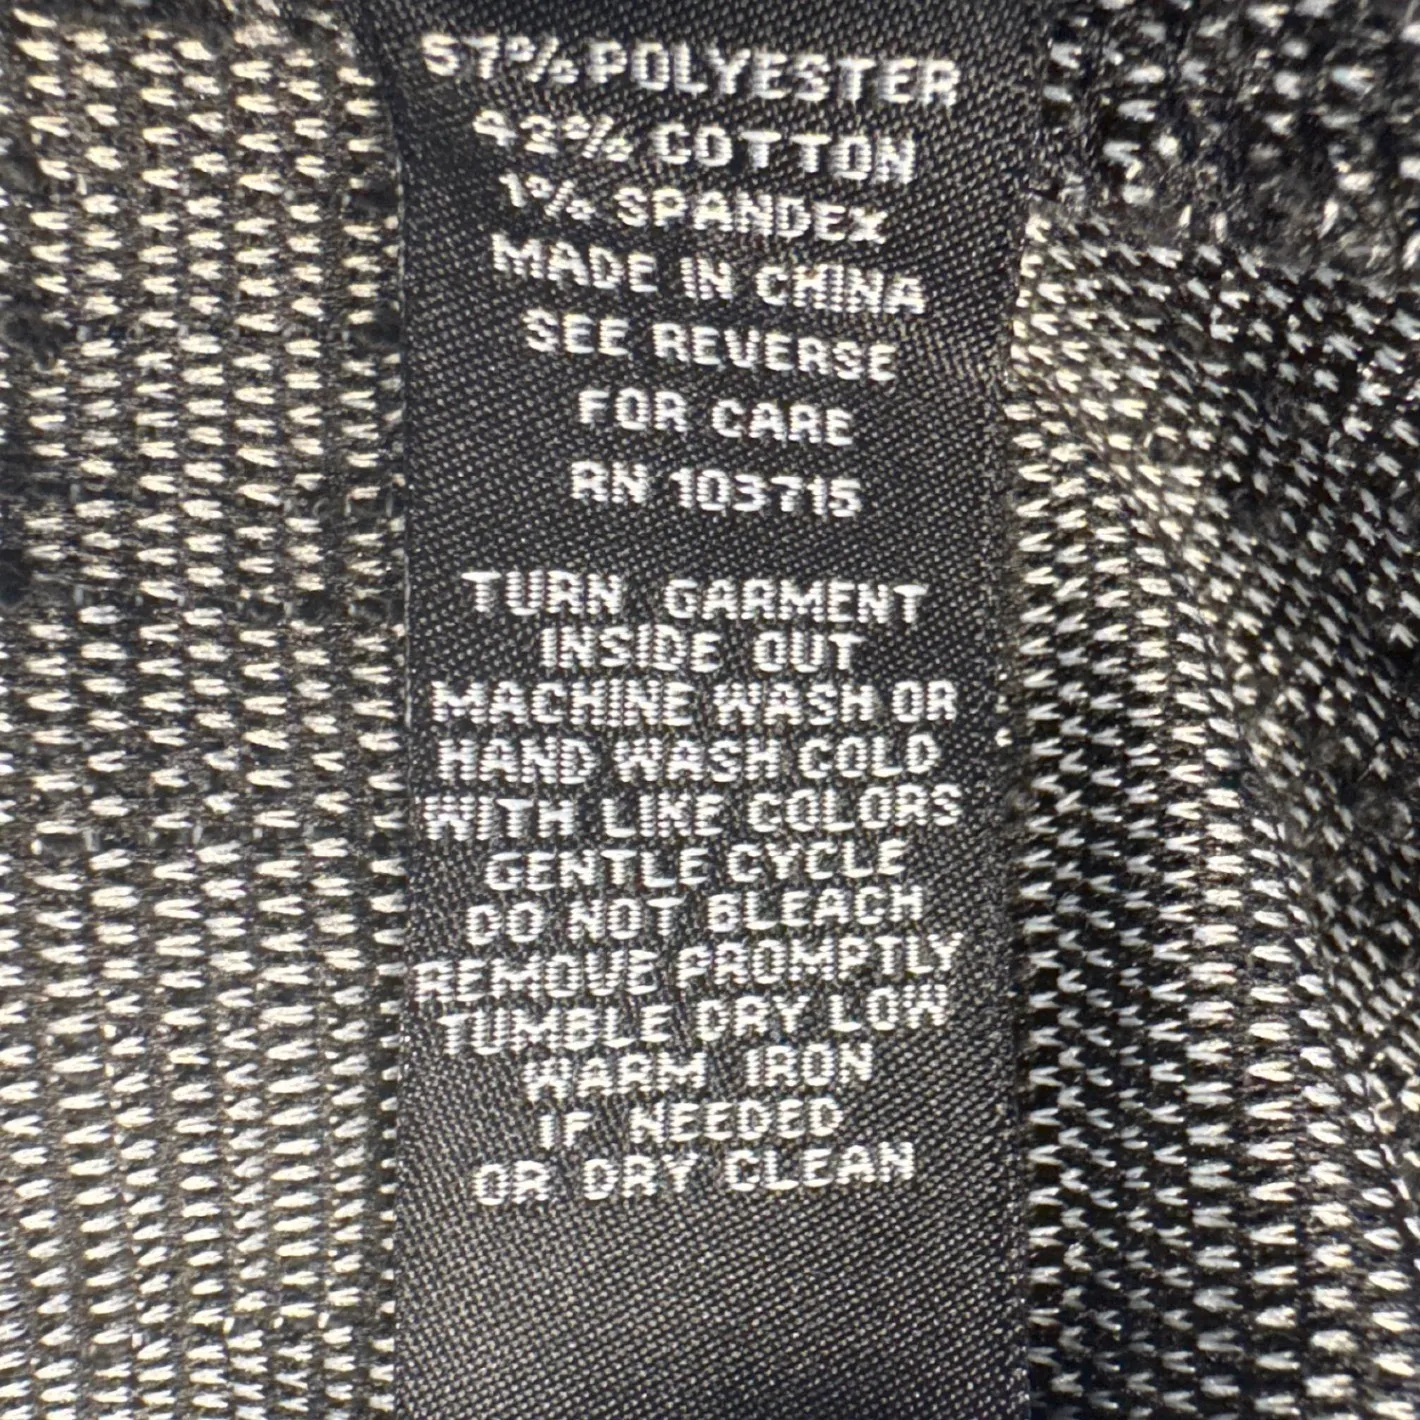 57% POLYESTER
42% COTTON
1% SPANDEX
MADE IN CHINA
SEE REVERSE
FOR CARE
RN 103715
TURN GARMENT
INSIDE OUT
MACHINE WASH OR
HAND WASH COLD
WITH LIKE COLORS
GENTLE CYCLE
DO NOT BLEACH
REMOVE PROMPTLY
TUMBLE DRY LOW
WARM IRON
IF NEEDED
OR DRY CLEAN